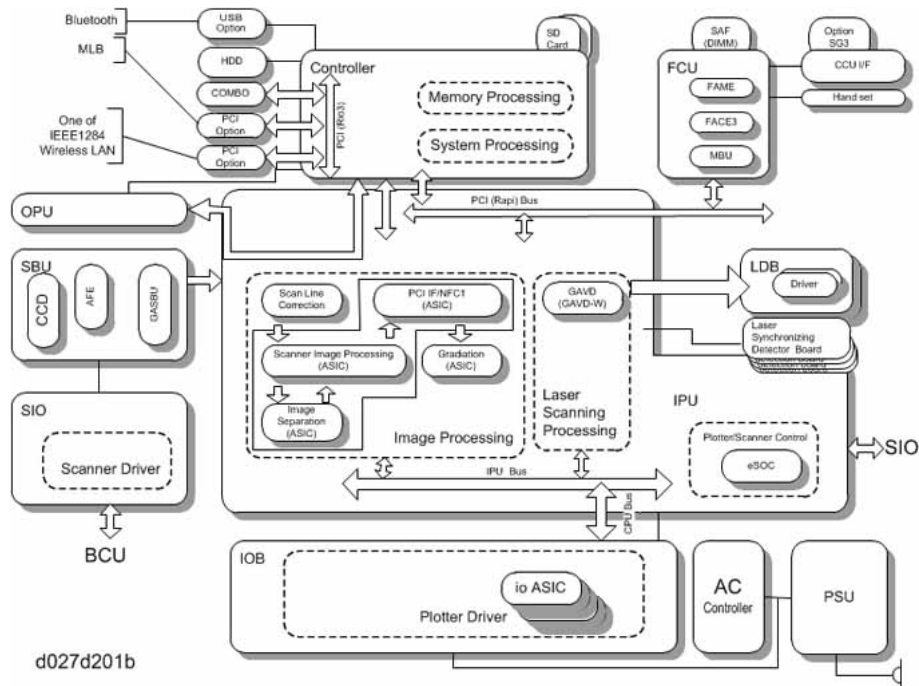 Bluetooth
USIB
Option
SD
Card
SAF
(DIMM)
Option
SG3
MLB
HDD
Controller
FCU
CCU I/F
COMBO
Memory Processing
FAME
Hand set
PCI
Option
PCI (Rio3)
System Processing
FACE3
One of
IEEE1284
Wireless LAN
PCI
Option
MBU
OPU
PCI (Rapi) Bus
SBU
CCD
AFE
GASBU
Scan Line
Correction
PCI IF/NFC1
(ASIC)
GAVD
(GAVD-W)
LDB
Driver
Scanner Image Processing
(ASIC)
Gradiation
(ASIC)
Laser
Synchronizing
Detector Board
Image
Separation
(ASIC)
Image Processing
Laser
Scanning
Processing
IPU
SIO
Scanner Driver
Plotter/Scanner Control
eSOC
SIO
IPU Bus
CPU Bus
BCU
IOB
io ASIC
Plotter Driver
AC
Controller
PSU
d027d201b